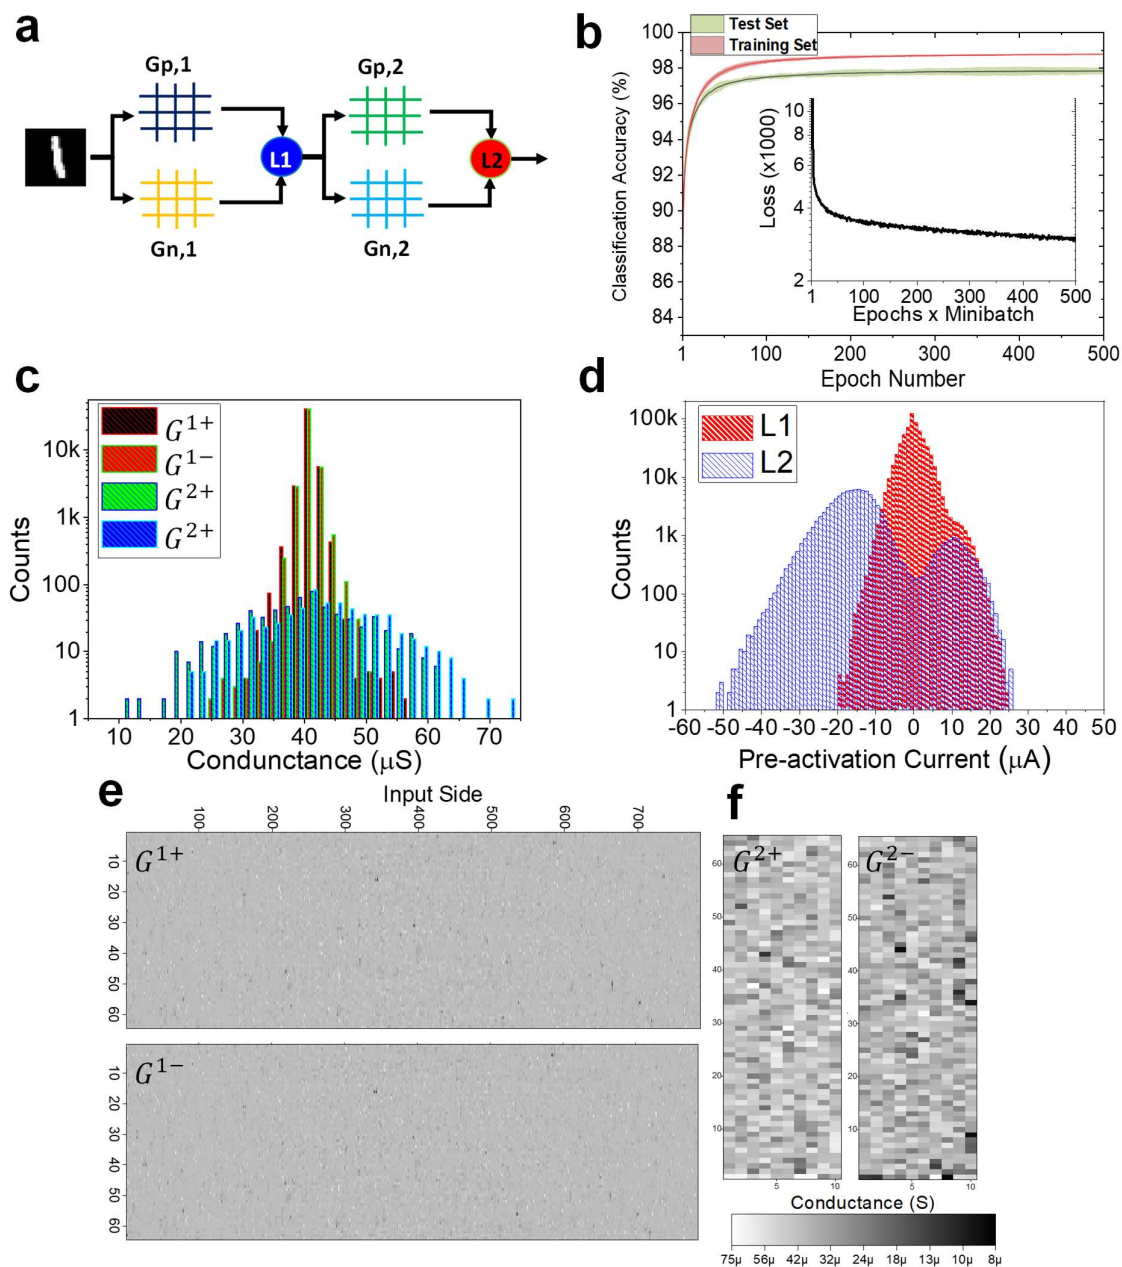 a
Gp,1
Gp,2
L1
L2
Gn,1
Gn,2
b
Test Set
Training Set
Classification Accuracy (%)
100
98
96
94
92
90
88
86
84
1
100
200
300
400
500
Epoch Number
Loss (x1000)
10
8
6
4
2
1
100
200
300
400
500
Epochs x Minibatch
c
G1+
G1-
G2+
G2+
Counts
10k
1k
100
10
1
10
20
30
40
50
60
70
Condunctance (μS)
d
L1
L2
Counts
100k
10k
1k
100
10
1
-60
-50
-40
-30
-20
-10
0
10
20
30
40
50
Pre-activation Current (μA)
e
Input Side
100
200
300
400
500
600
700
G1+
10
20
30
40
50
60
G1−
10
20
30
40
50
60
f
G2+
60
50
40
30
20
10
5
10
G2−
60
50
40
30
20
10
5
10
Conductance (S)
75μ
56μ
42μ
32μ
24μ
18μ
13μ
10μ
8μ